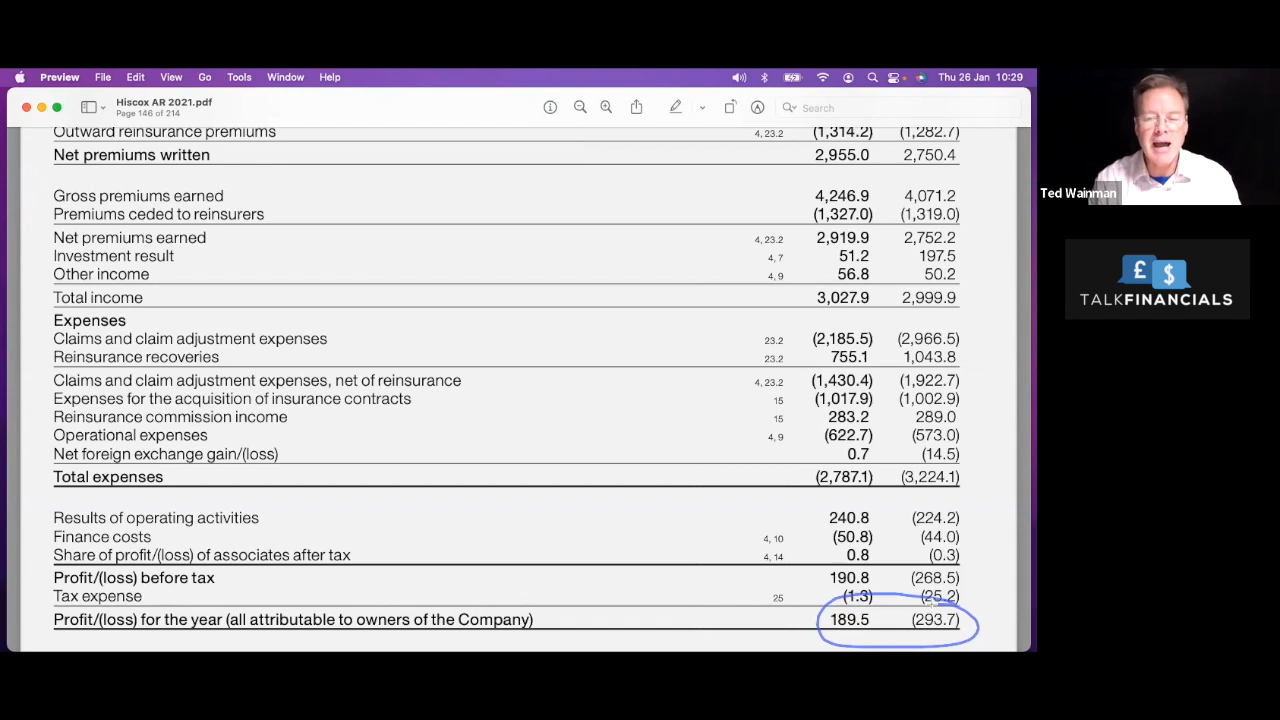 Preview File Edit View Go Tools Window Help Thu 26 Jan 10:29
Hiscox AR 2021.pdf
Page 146 of 214
Search
Outward reinsurance premiums 4, 23.2 (1,314.2) (1,282.7)
Net premiums written 2,955.0 2,750.4
Gross premiums earned 4,246.9 4,071.2
Premiums ceded to reinsurers (1,327.0) (1,319.0)
Net premiums earned 4, 23.2 2,919.9 2,752.2
Investment result 4, 7 51.2 197.5
Other income 4, 9 56.8 50.2
Total income 3,027.9 2,999.9
Expenses
Claims and claim adjustment expenses 23.2 (2,185.5) (2,966.5)
Reinsurance recoveries 23.2 755.1 1,043.8
Claims and claim adjustment expenses, net of reinsurance 4, 23.2 (1,430.4) (1,922.7)
Expenses for the acquisition of insurance contracts 15 (1,017.9) (1,002.9)
Reinsurance commission income 15 283.2 289.0
Operational expenses 4, 9 (622.7) (573.0)
Net foreign exchange gain/(loss) 0.7 (14.5)
Total expenses (2,787.1) (3,224.1)
Results of operating activities 240.8 (224.2)
Finance costs 4, 10 (50.8) (44.0)
Share of profit/(loss) of associates after tax 4, 14 0.8 (0.3)
Profit/(loss) before tax 190.8 (268.5)
Tax expense 25 (1.3) (25.2)
Profit/(loss) for the year (all attributable to owners of the Company) 189.5 (293.7)
Ted Wainman
£ $
TALKFINANCIALS